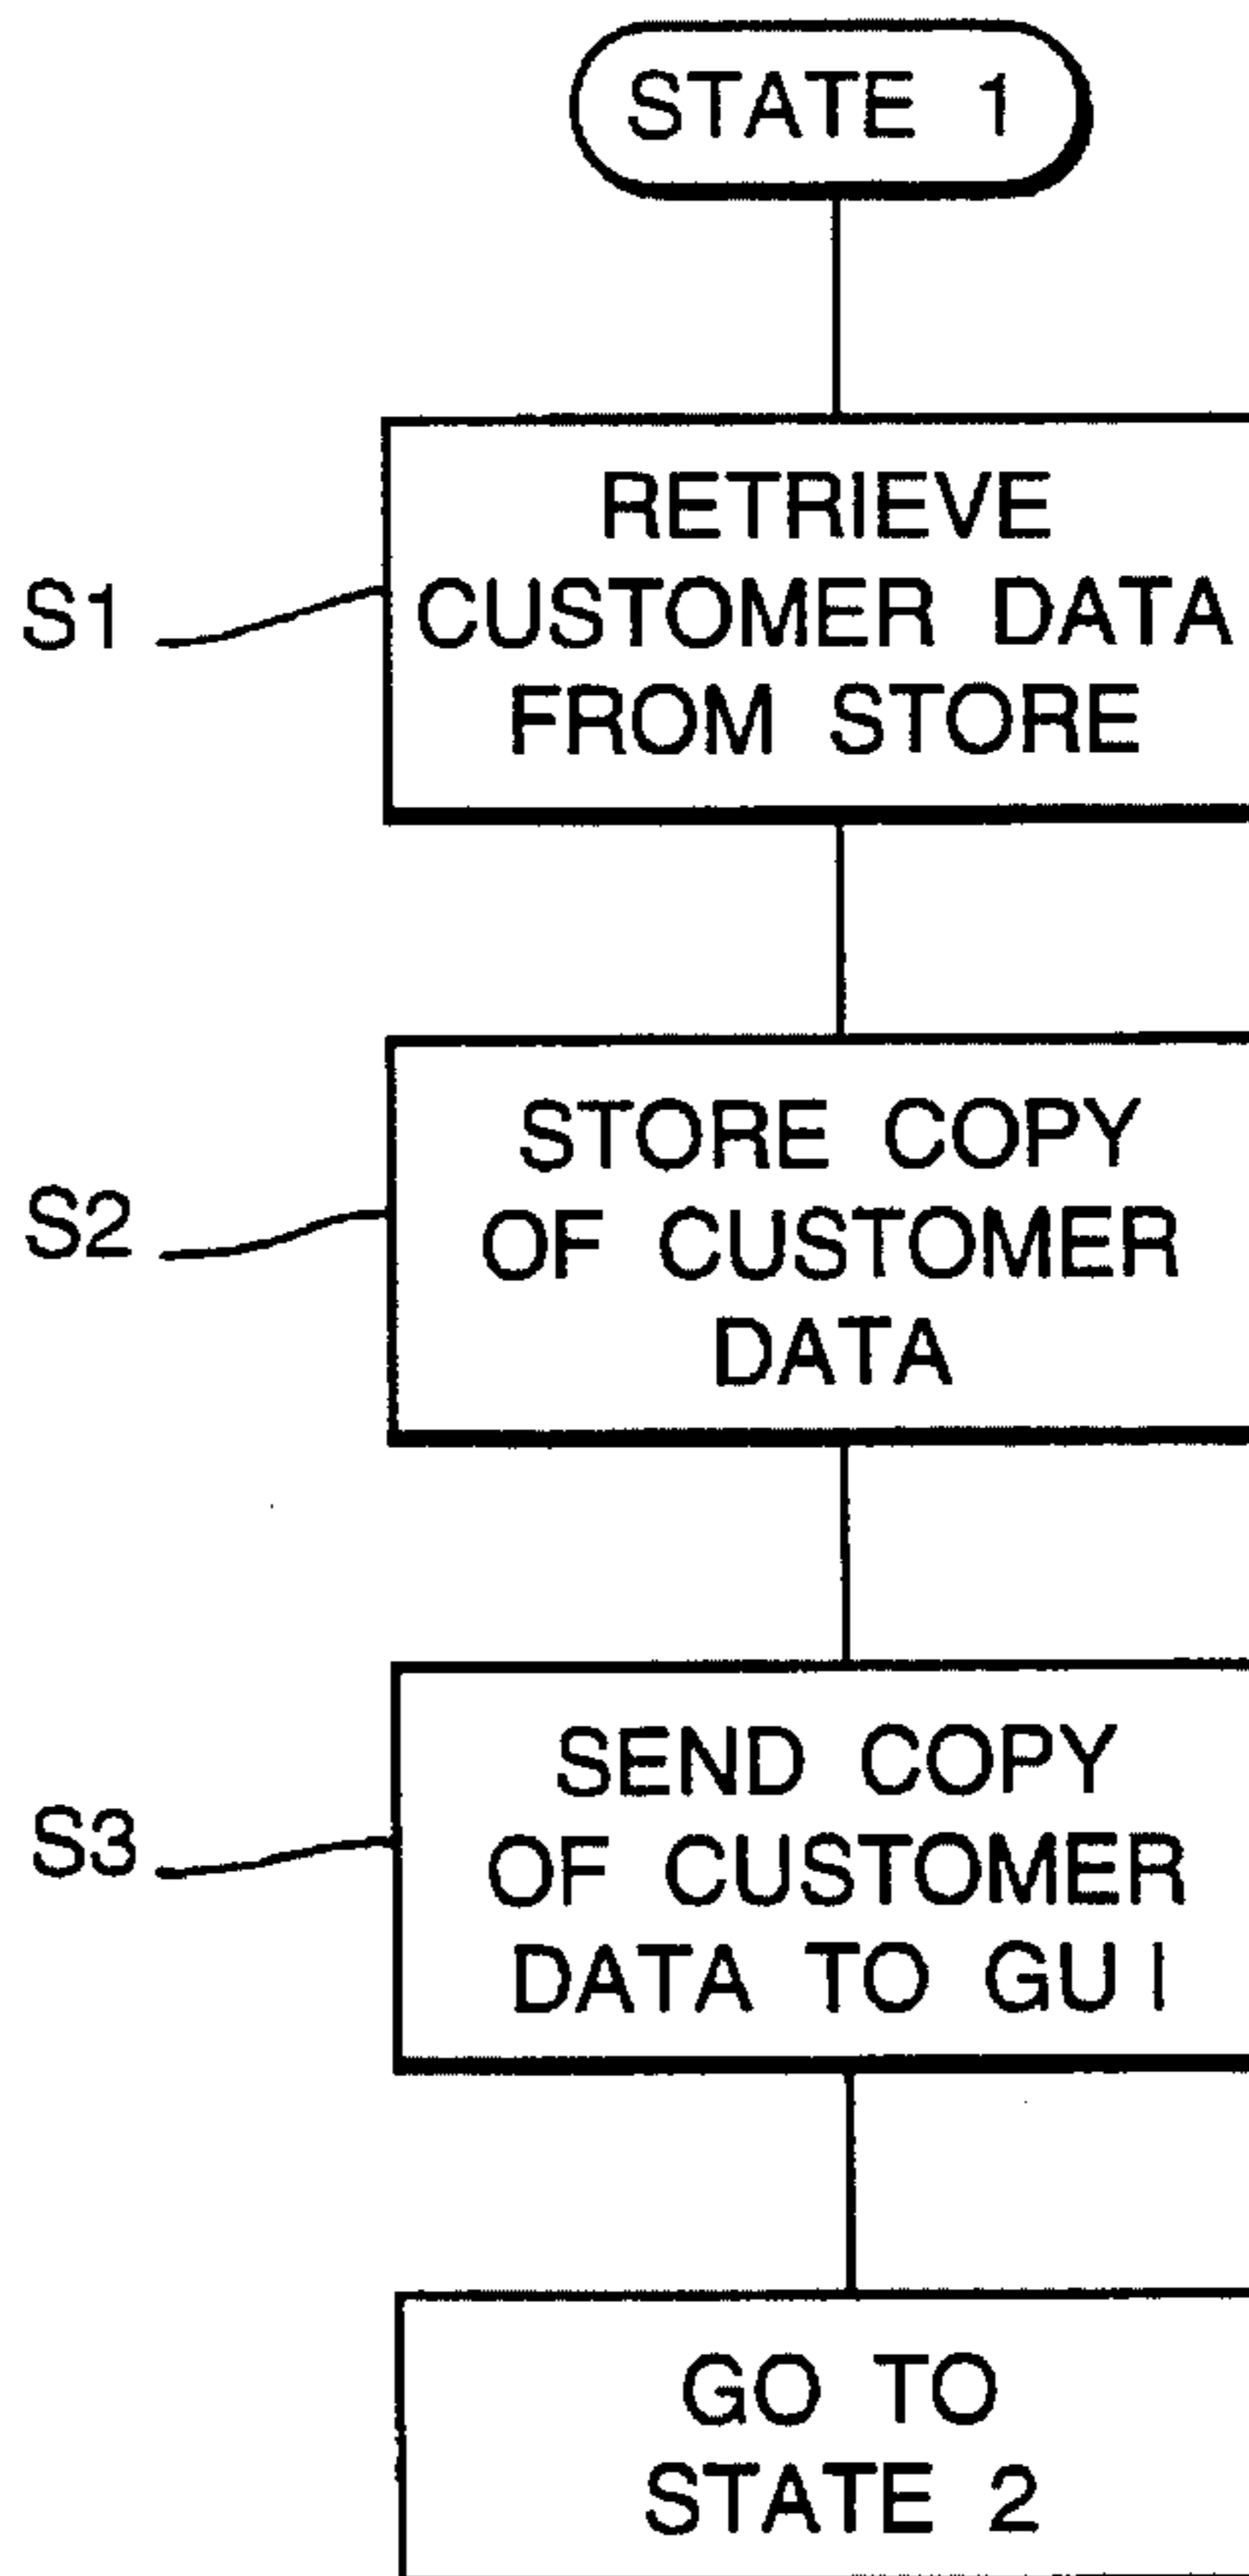 STATE 1
RETRIEVE
S1
CUSTOMER DATA
FROM STORE
STORE COPY
S2
OF CUSTOMER
DATA
SEND COPY
S3
OF CUSTOMER
DATA TO GUI
GO TO
STATE 2